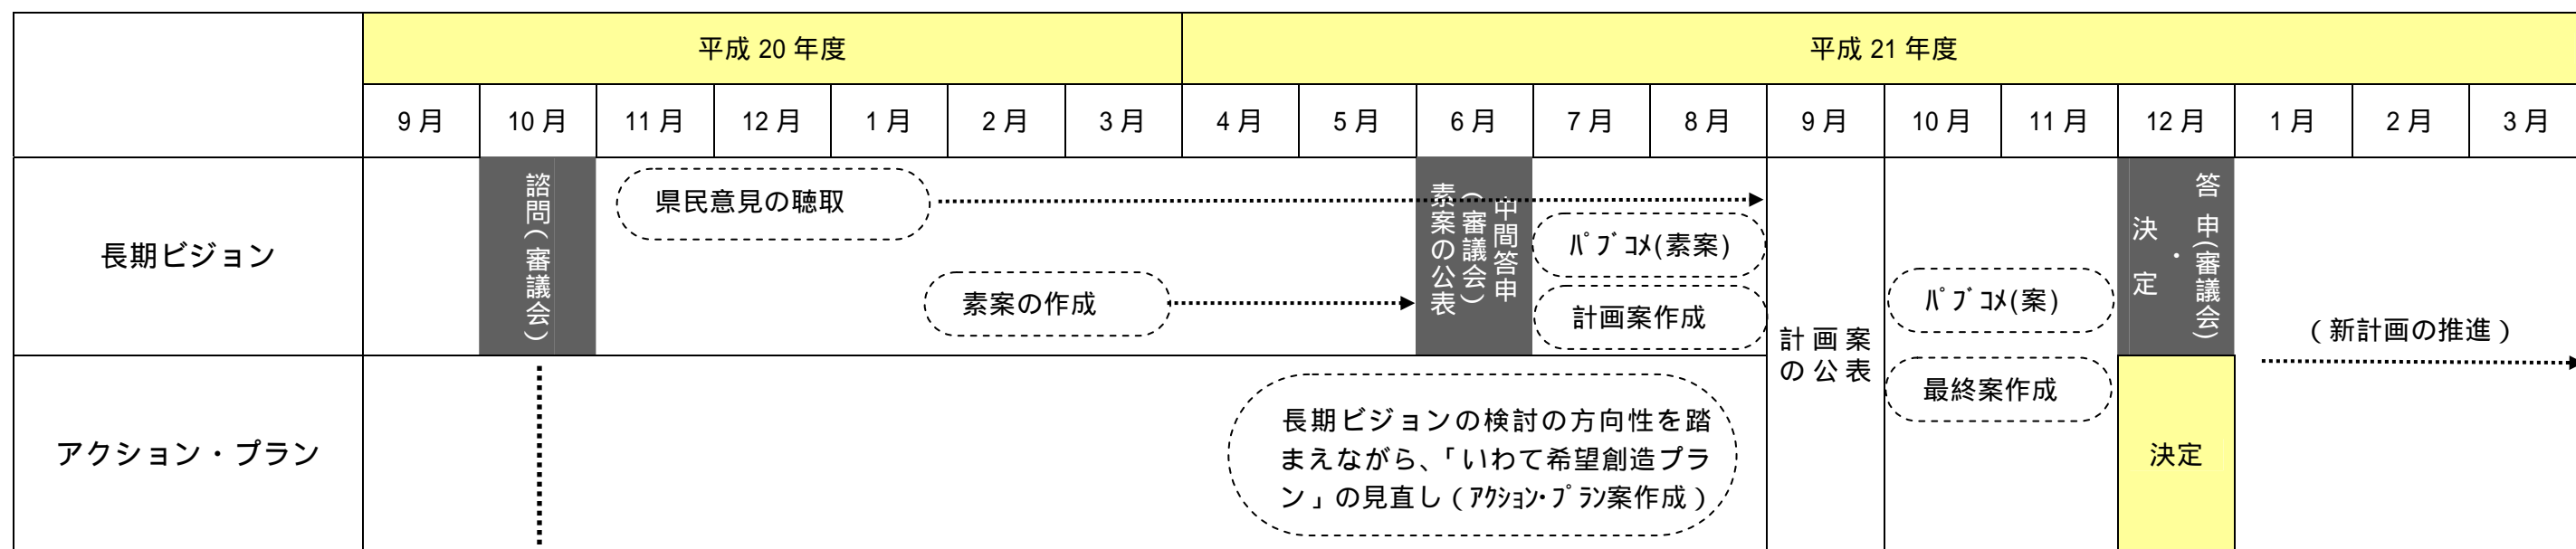 平成 20 年度
平成 21 年度
9 月
10 月
11 月
12 月
1 月
2 月
3 月
4 月
5 月
6 月
7 月
8 月
9 月
10 月
11 月
12 月
1 月
2 月
3 月
長期ビジョン
諮問(審議会)
県民意見の聴取
素案の作成
中間答申
(審議会)
素案の公表
ﾊﾟﾌﾞｺﾒ(素案)
計画案作成
計画案
の公表
ﾊﾟﾌﾞｺﾒ(案)
最終案作成
答申(審議会)
・
決定
(新計画の推進)
アクション・プラン
長期ビジョンの検討の方向性を踏
まえながら、「いわて希望創造プラ
ン」の見直し(ｱｸｼｮﾝ・ﾌﾟﾗﾝ案作成)
決定